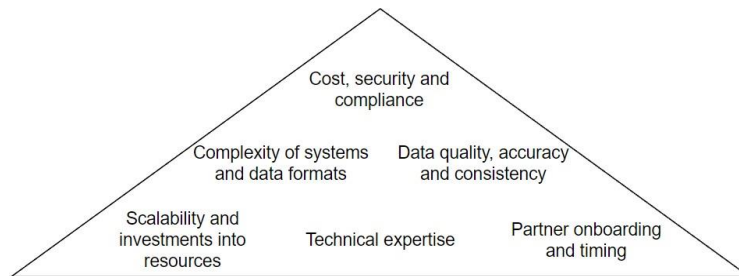 Cost, security and
compliance
Complexity of systems
and data formats
Data quality, accuracy
and consistency
Scalability and
investments into
resources
Technical expertise
Partner onboarding
and timing